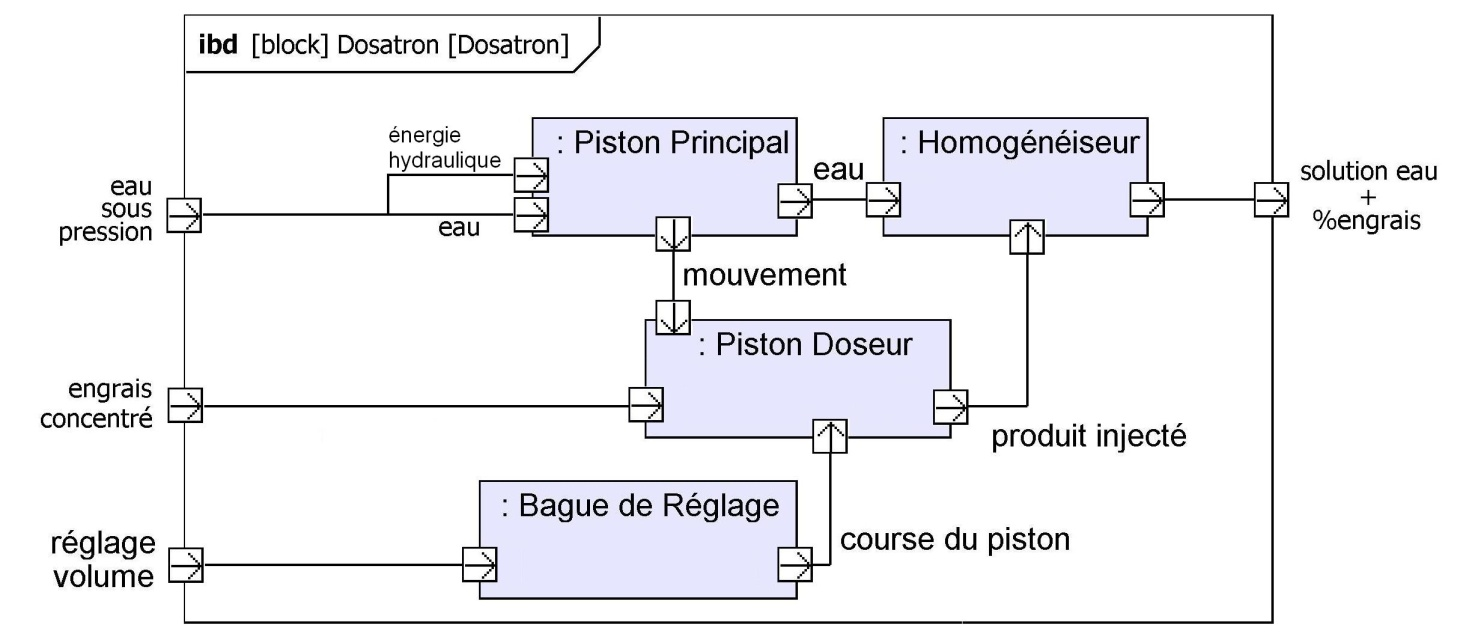 ibd [block] Dosatron [Dosatron]
énergie
hydraulique
: Piston Principal
eau
: Homogénéiseur
eau
sous
pression
eau
solution eau
+
%engrais
mouvement
: Piston Doseur
engrais
concentré
produit injecté
: Bague de Réglage
réglage
volume
course du piston